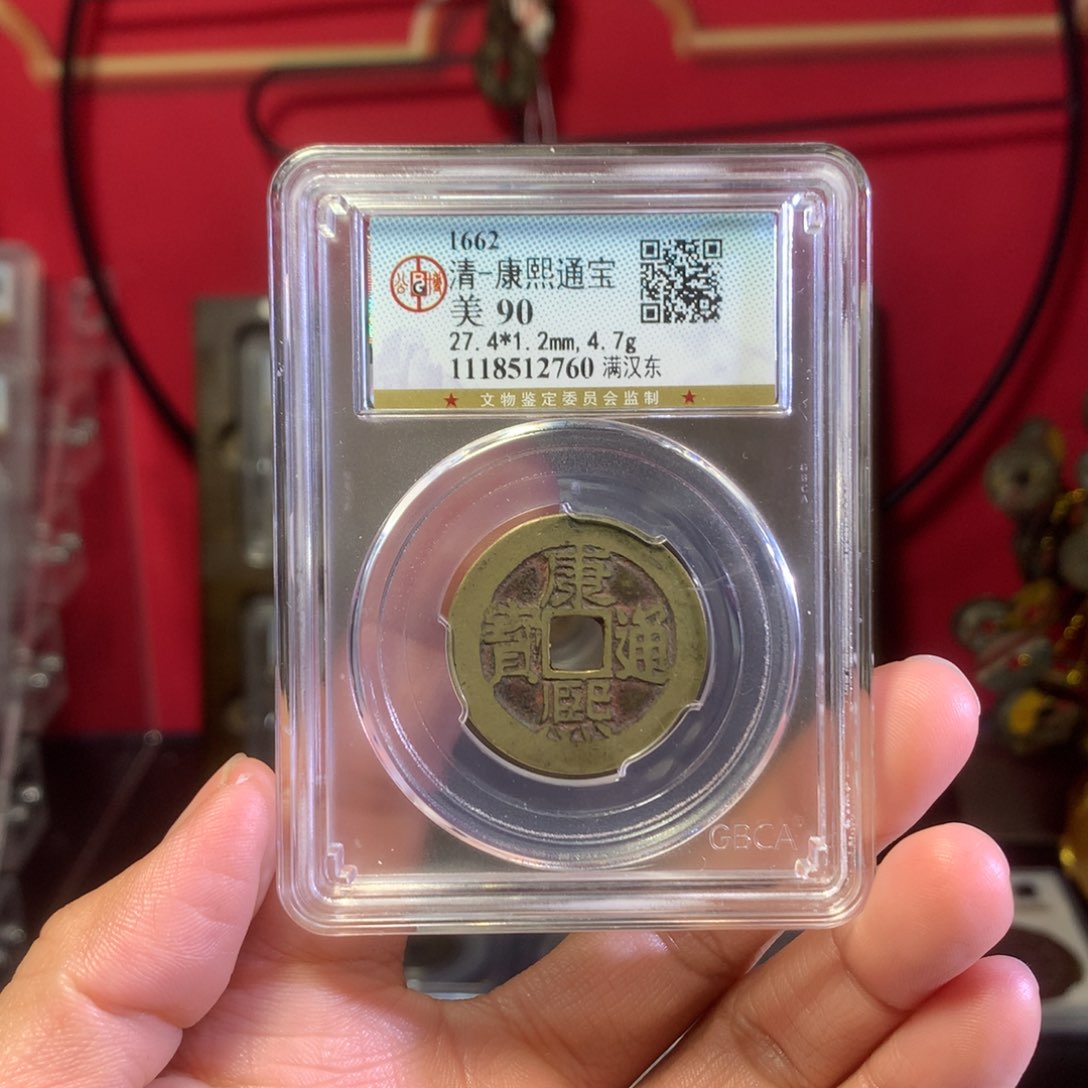 1662
清-康熙通宝
美 90
27.4*1.2mm,4.7g
1118512760 满汉东
★ 文物鉴定委员会监制 ★
康熙通寶
GBCA
GBCA